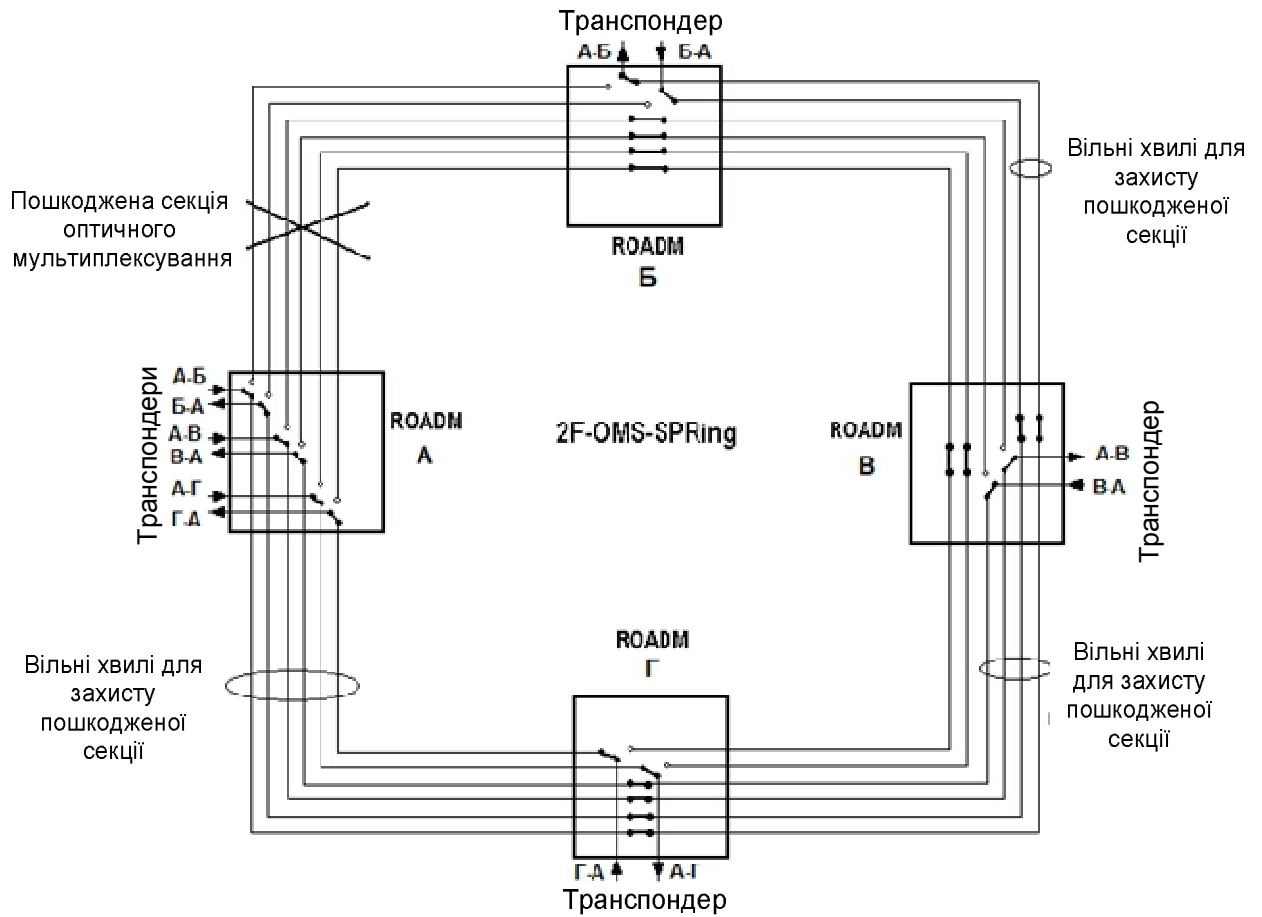 Транспондер
А-Б
Б-А
Вільні хвилі для
захисту
пошкодженої
секції
Пошкоджена секція
оптичного
мультиплексування
ROADM
Б
Транспондери
А-Б
Б-А
А-В
В-А
А-Г
Г-А
ROADM
А
2F-OMS-SPRing
ROADM
В
А-В
В-А
Транспондер
ROADM
Г
Вільні хвилі для
захисту
пошкодженої
секції
Вільні хвилі
для захисту
пошкодженої
секції
Г-А
А-Г
Транспондер